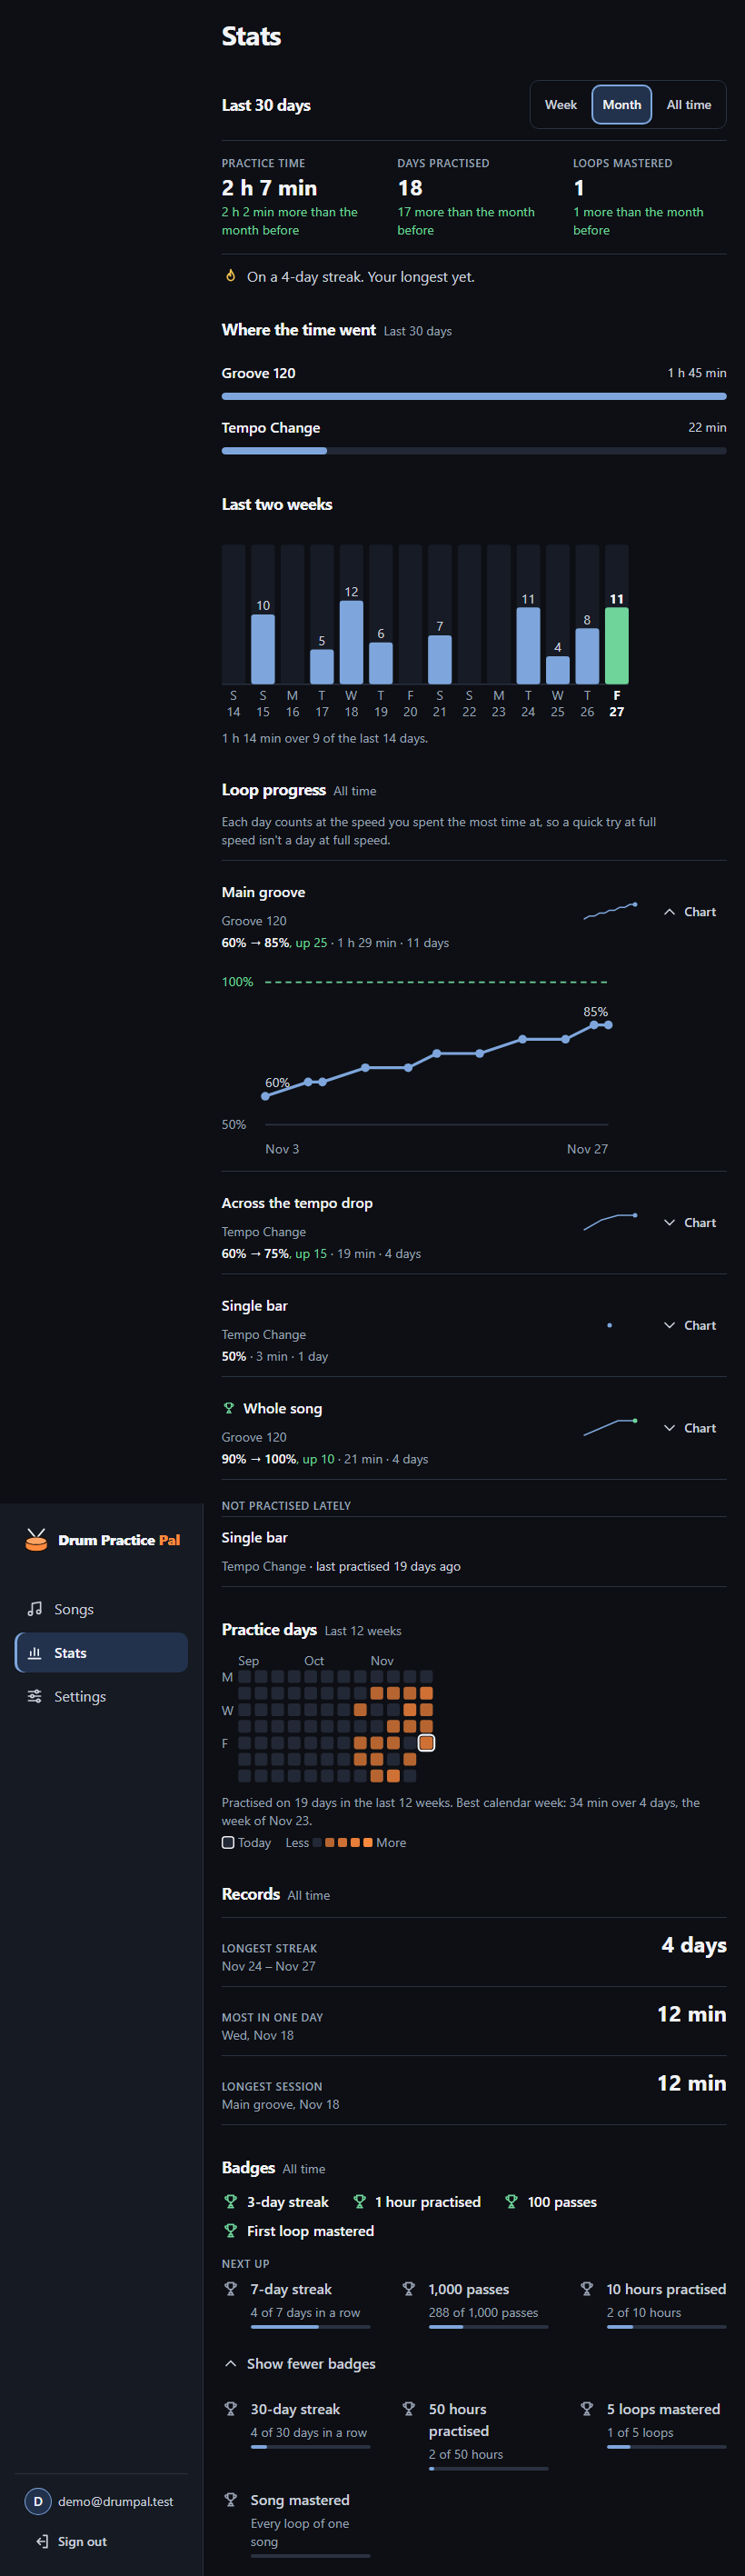 Stats
Last 30 days
Week
Month
All time
PRACTICE TIME
2 h 7 min
2 h 2 min more than the
month before
DAYS PRACTISED
18
17 more than the month
before
LOOPS MASTERED
1
1 more than the month
before
On a 4-day streak. Your longest yet.
Where the time went Last 30 days
Groove 120
1 h 45 min
Tempo Change
22 min
Last two weeks
10 5 12 6 7 11 4 8 11
S S M T W T F S S M T W T F
14 15 16 17 18 19 20 21 22 23 24 25 26 27
1 h 14 min over 9 of the last 14 days.
Loop progress All time
Each day counts at the speed you spent the most time at, so a quick try at full
speed isn't a day at full speed.
Main groove
Groove 120
60% → 85%, up 25 · 1 h 29 min · 11 days
Chart
100%
85%
60%
50%
Nov 3
Nov 27
Across the tempo drop
Tempo Change
60% → 75%, up 15 · 19 min · 4 days
Chart
Single bar
Tempo Change
50% · 3 min · 1 day
Chart
Whole song
Groove 120
90% → 100%, up 10 · 21 min · 4 days
Chart
NOT PRACTISED LATELY
Single bar
Tempo Change · last practised 19 days ago
Drum Practice Pal
Songs
Stats
Settings
Practice days Last 12 weeks
Sep Oct Nov
M
W
F
Practised on 19 days in the last 12 weeks. Best calendar week: 34 min over 4 days, the
week of Nov 23.
Today Less More
Records All time
LONGEST STREAK
Nov 24 – Nov 27
4 days
MOST IN ONE DAY
Wed, Nov 18
12 min
LONGEST SESSION
Main groove, Nov 18
12 min
Badges All time
3-day streak
1 hour practised
100 passes
First loop mastered
NEXT UP
7-day streak
4 of 7 days in a row
1,000 passes
288 of 1,000 passes
10 hours practised
2 of 10 hours
Show fewer badges
30-day streak
4 of 30 days in a row
50 hours
practised
2 of 50 hours
5 loops mastered
1 of 5 loops
Song mastered
Every loop of one
song
D
demo@drumpal.test
Sign out